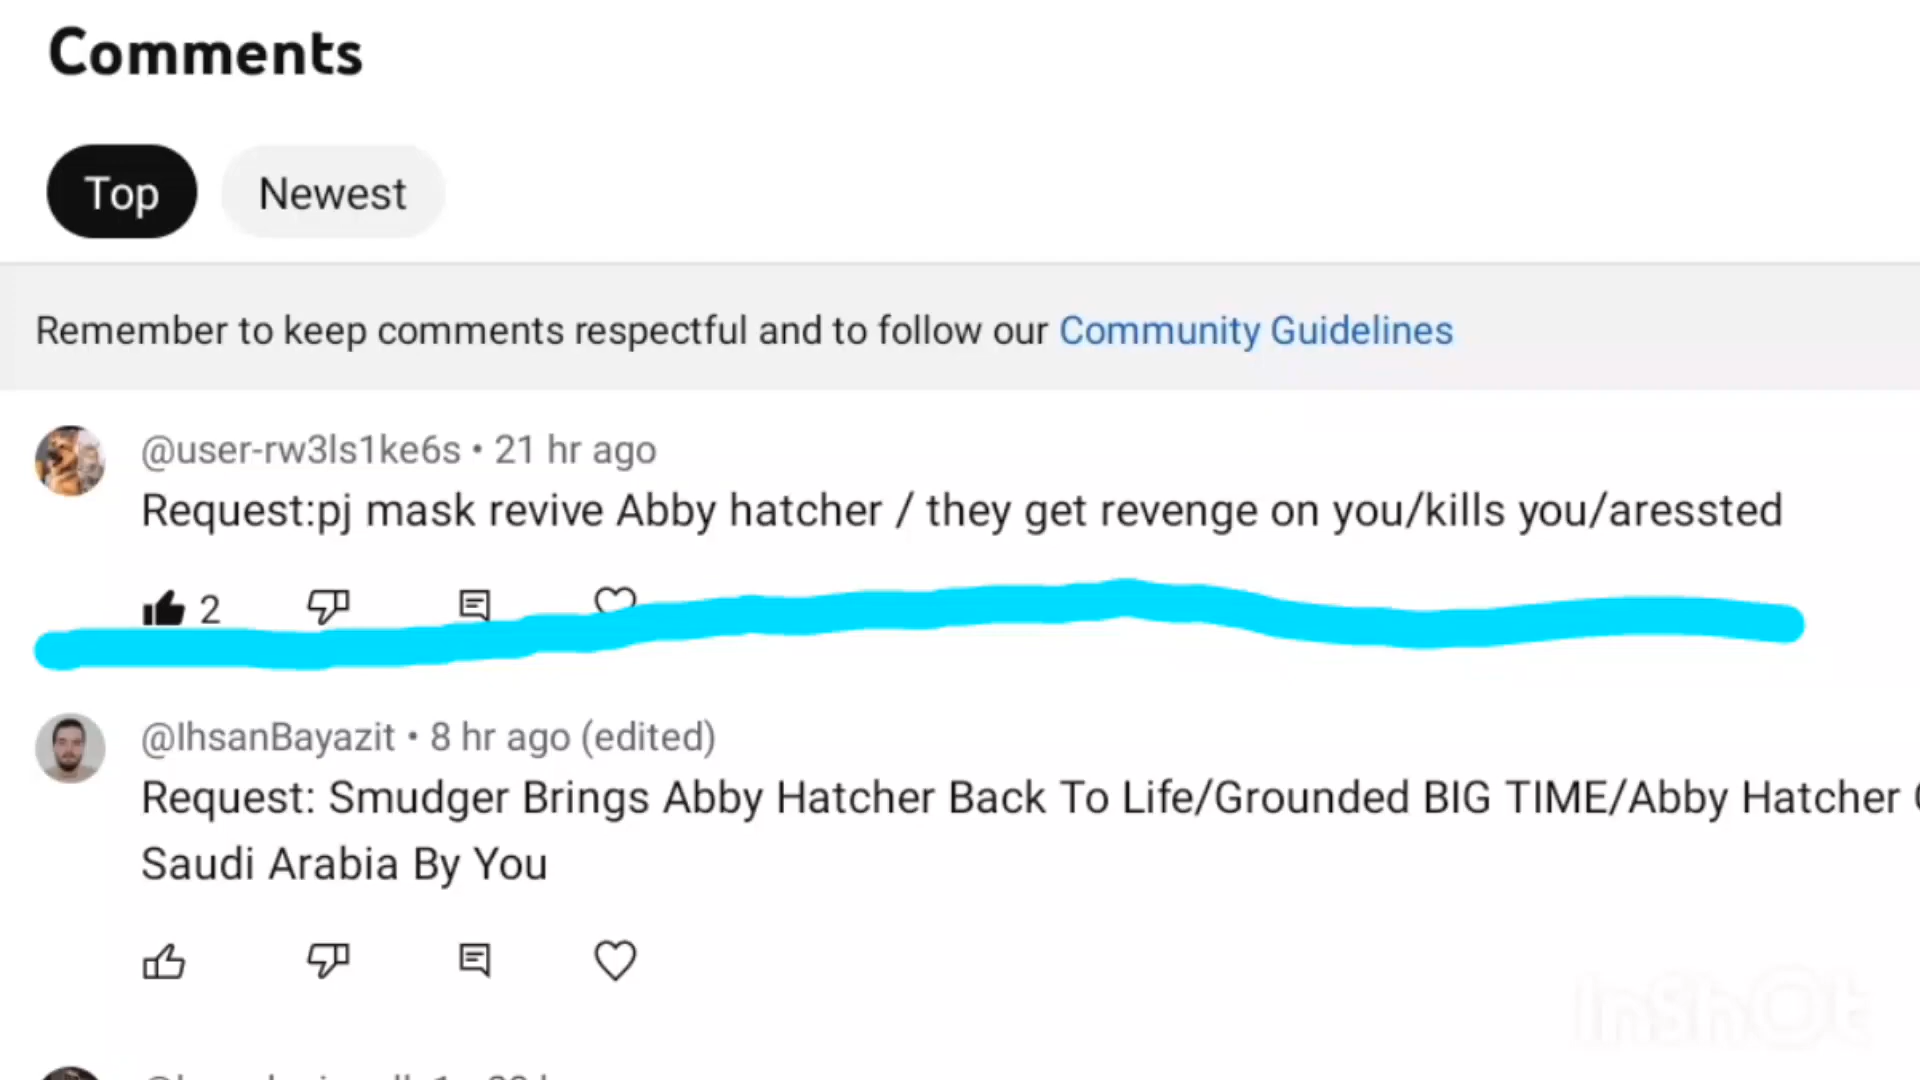 Comments
Top Newest
Remember to keep comments respectful and to follow our Community Guidelines
@user-rw3ls1ke6s • 21 hr ago
Request:pj mask revive Abby hatcher / they get revenge on you/kills you/aressted
2
@IhsanBayazit • 8 hr ago (edited)
Request: Smudger Brings Abby Hatcher Back To Life/Grounded BIG TIME/Abby Hatcher
Saudi Arabia By You
InShOt